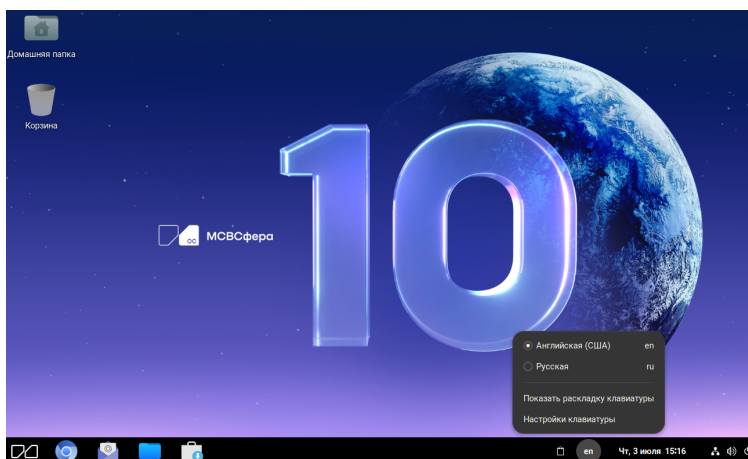 Домашняя папка
Корзина
10
МСВСфера
Английская (США) en
Русская ru
Показать раскладку клавиатуры
Настройки клавиатуры
en Чт, 3 июля 15:16